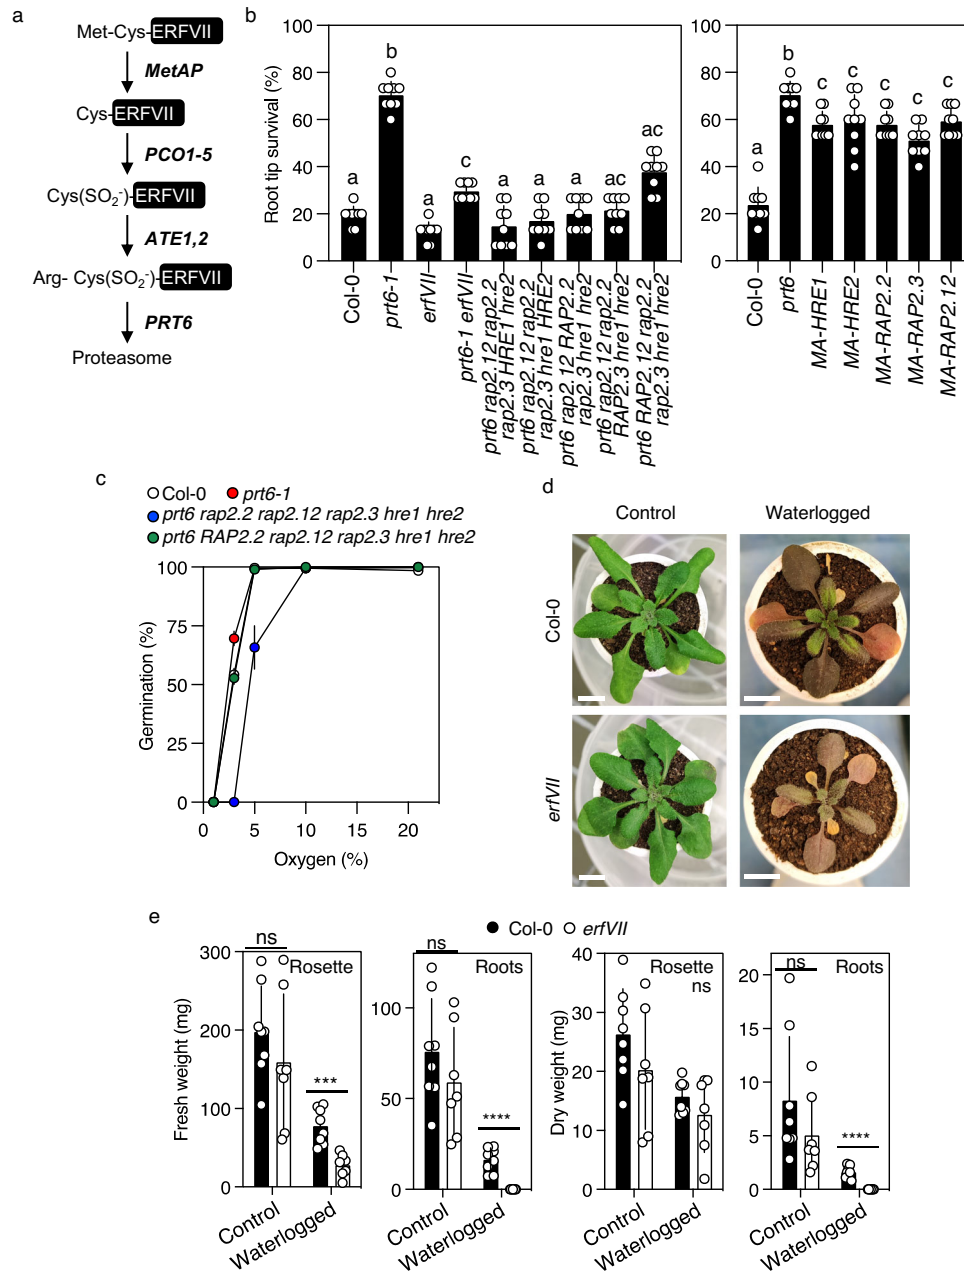 a
Met-Cys-ERFVII
MetAP
Cys-ERFVII
PCO1-5
Cys(SO₂⁻)-ERFVII
ATE1,2
Arg- Cys(SO₂⁻)-ERFVII
PRT6
Proteasome
b
Root tip survival (%)
100
80
60
40
20
0
a
b
a
c
a
a
a
ac
ac
Col-0
prt6-1
erfVII
prt6-1 erfVII
prt6 rap2.12 rap2.2
rap2.3 HRE1 hre2
prt6 rap2.12 rap2.2
rap2.3 hre1 HRE2
prt6 rap2.12 RAP2.2
rap2.3 hre1 hre2
prt6 rap2.12 rap2.2
RAP2.3 hre1 hre2
prt6 RAP2.12 rap2.2
rap2.3 hre1 hre2
100
80
60
40
20
0
a
b
c
c
c
c
c
Col-0
prt6
MA-HRE1
MA-HRE2
MA-RAP2.2
MA-RAP2.3
MA-RAP2.12
c
Col-0
prt6-1
prt6 rap2.2 rap2.12 rap2.3 hre1 hre2
prt6 RAP2.2 rap2.12 rap2.3 hre1 hre2
Germination (%)
100
75
50
25
0
0
5
10
15
20
Oxygen (%)
d
Control
Waterlogged
Col-0
erfVII
e
Col-0
erfVII
Fresh weight (mg)
300
200
100
0
ns
Rosette
***
Control
Waterlogged
100
50
0
ns
Roots
****
Control
Waterlogged
Dry weight (mg)
40
30
20
10
0
Rosette
ns
Control
Waterlogged
20
15
10
5
0
ns
Roots
****
Control
Waterlogged